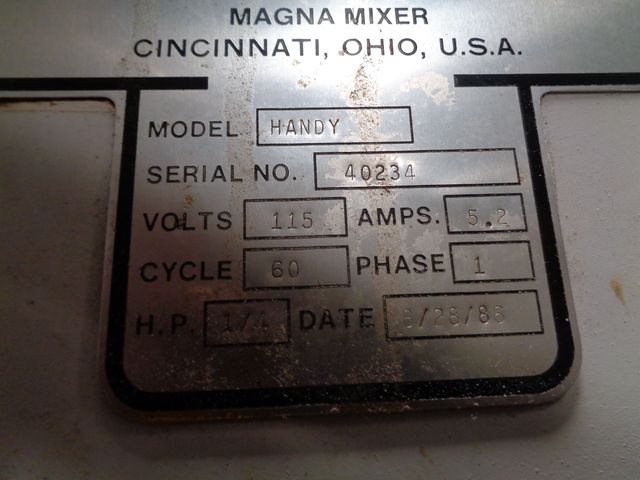 MAGNA MIXER
CINCINNATI, OHIO, U.S.A.
MODEL HANDY
SERIAL NO. 40234
VOLTS 115 AMPS. 5.2
CYCLE 60 PHASE 1
H.P. 1/4 DATE